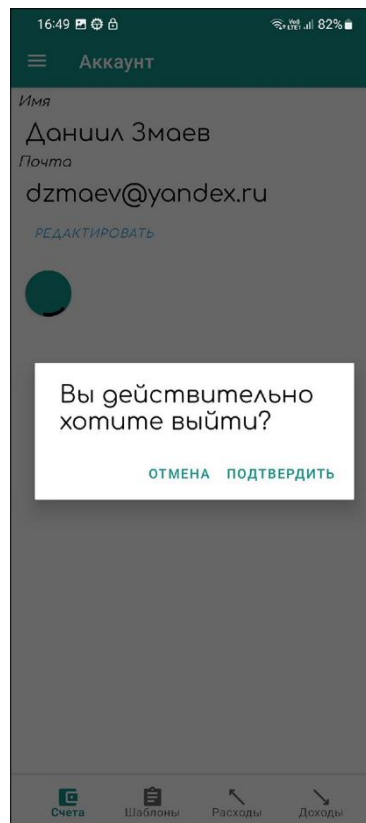 16:49 82%
Аккаунт
Имя
Даниил Змаев
Почта
dzmaev@yandex.ru
РЕДАКТИРОВАТЬ
Вы действительно
хотите выйти?
ОТМЕНА ПОДТВЕРДИТЬ
Счета Шаблоны Расходы Доходы